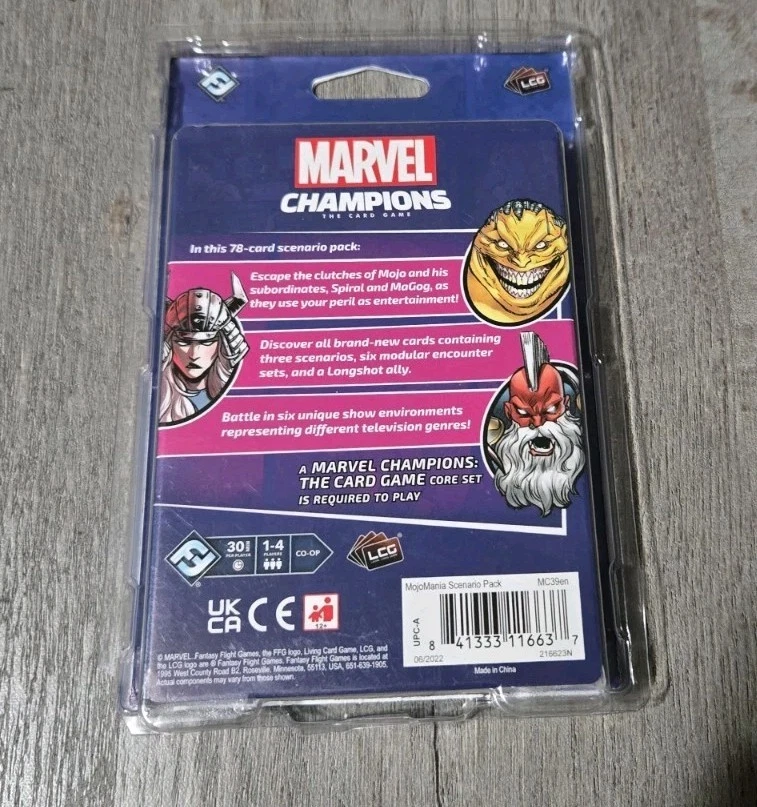 LCG
MARVEL
CHAMPIONS
THE CARD GAME
In this 78-card scenario pack:
Escape the clutches of Mojo and his
subordinates, Spiral and MaGog, as
they use your peril as entertainment!
Discover all brand-new cards containing
three scenarios, six modular encounter
sets, and a Longshot ally.
Battle in six unique show environments
representing different television genres!
A MARVEL CHAMPIONS:
THE CARD GAME CORE SET
IS REQUIRED TO PLAY
30 MIN PER PLAYER
1-4 PLAYERS
CO-OP
LCG
MojoMania Scenario Pack MC39en
UPC-A
8 41333 11663 7
06/2022 216623N
Made in China
UK
CA CE
12+
© MARVEL. Fantasy Flight Games, the FFG logo, Living Card Game, LCG, and
the LCG logo are ® Fantasy Flight Games. Fantasy Flight Games is located at
1995 West County Road B2, Roseville, Minnesota, 55113, USA, 651-639-1905.
Actual components may vary from those shown.